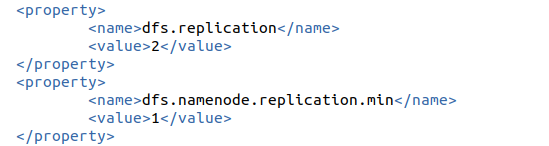 <property>
<name>dfs.replication</name>
<value>2</value>
</property>
<property>
<name>dfs.namenode.replication.min</name>
<value>1</value>
</property>